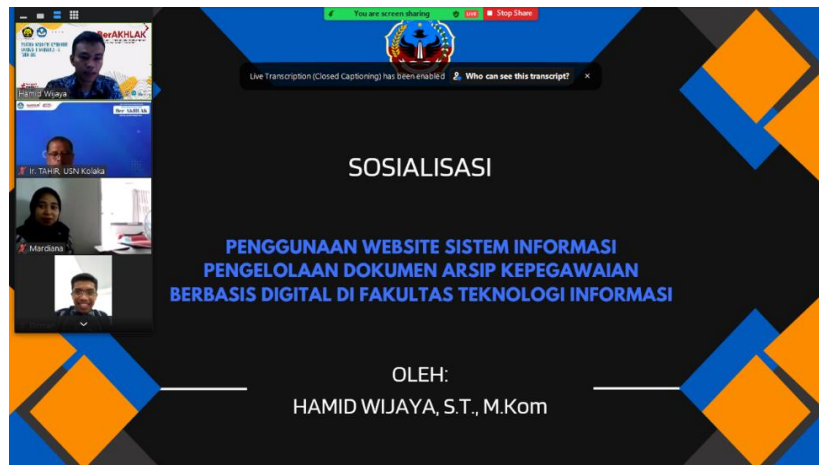 You are screen sharing
LIVE
Stop Share
Live Transcription (Closed Captioning) has been enabled
Who can see this transcript?
BerAKHLAK
Hamid Wijaya
Ir. TAHIR, USN Kolaka
Mardiana
SOSIALISASI
PENGGUNAAN WEBSITE SISTEM INFORMASI
PENGELOLAAN DOKUMEN ARSIP KEPEGAWAIAN
BERBASIS DIGITAL DI FAKULTAS TEKNOLOGI INFORMASI
OLEH:
HAMID WIJAYA, S.T., M.Kom